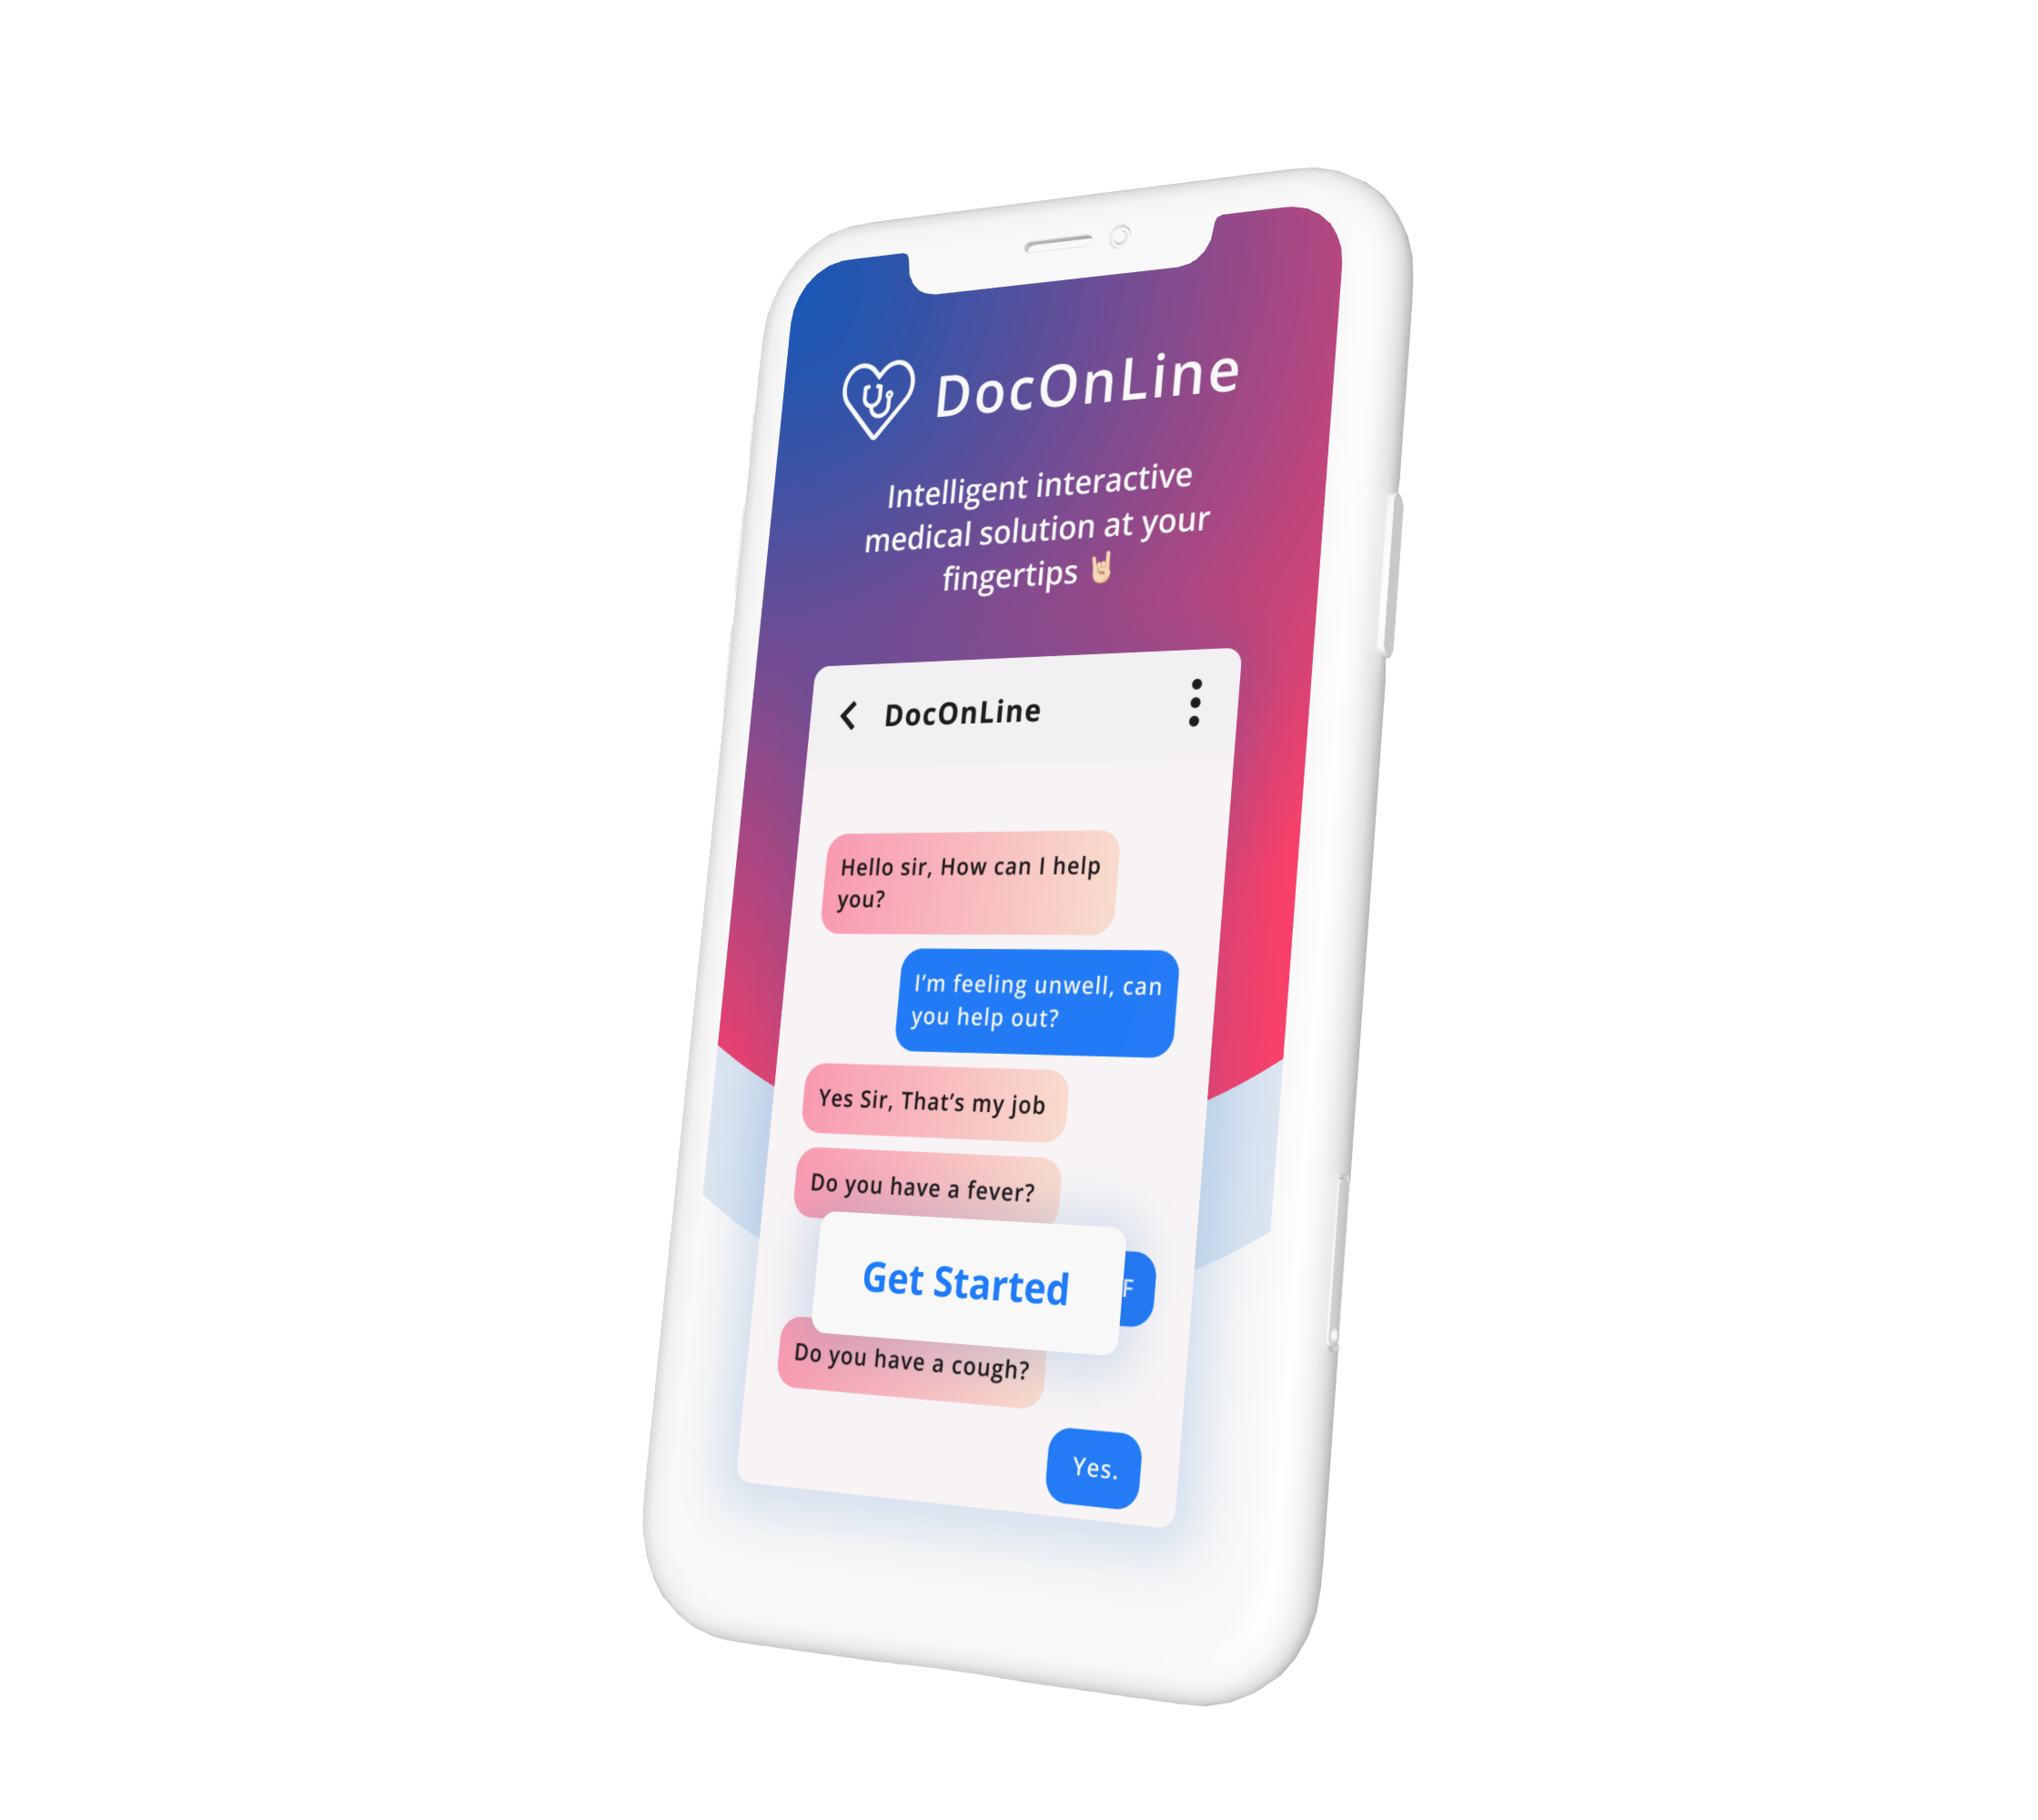 DocOnLine
Intelligent interactive
medical solution at your
fingertips 🤘🏼
DocOnLine
Hello sir, How can I help
you?
I’m feeling unwell, can
you help out?
Yes Sir, That’s my job
Do you have a fever?
F
Get Started
Do you have a cough?
Yes.